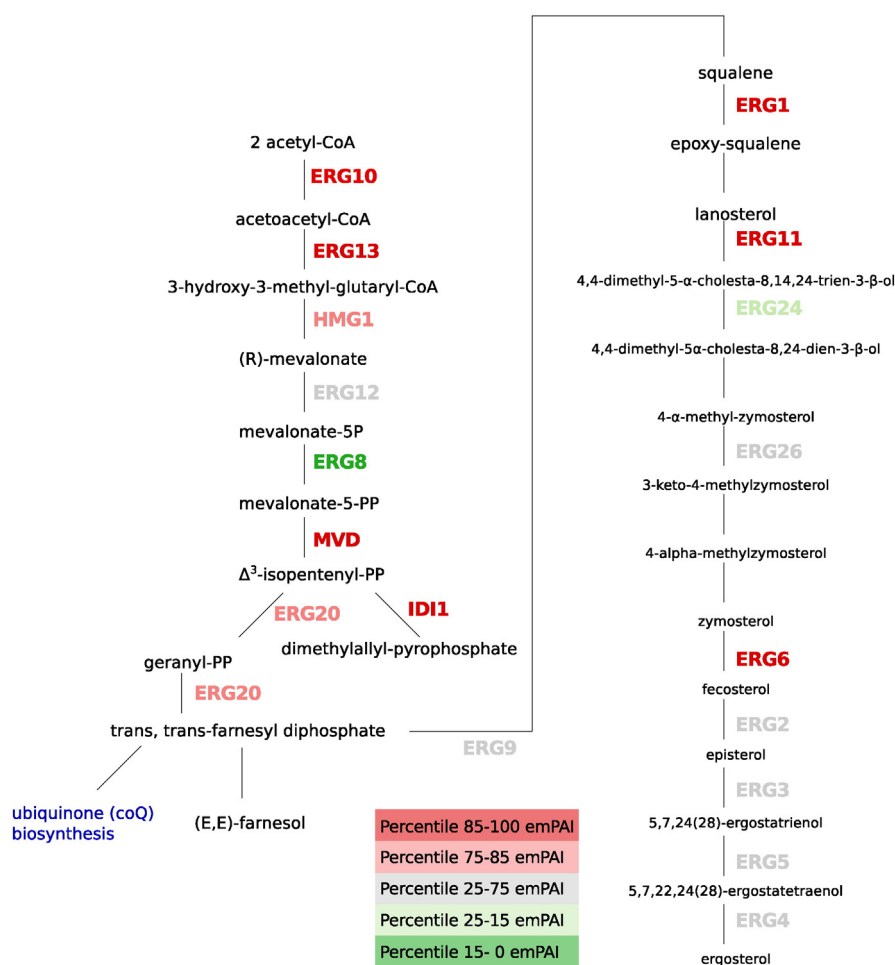 2 acetyl-CoA
ERG10
acetoacetyl-CoA
ERG13
3-hydroxy-3-methyl-glutaryl-CoA
HMG1
(R)-mevalonate
ERG12
mevalonate-5P
ERG8
mevalonate-5-PP
MVD
Δ³-isopentenyl-PP
ERG20
IDI1
dimethylallyl-pyrophosphate
geranyl-PP
ERG20
trans, trans-farnesyl diphosphate
ERG9
ubiquinone (coQ)
biosynthesis
(E,E)-farnesol
squalene
ERG1
epoxy-squalene
lanosterol
ERG11
4,4-dimethyl-5-α-cholesta-8,14,24-trien-3-β-ol
ERG24
4,4-dimethyl-5α-cholesta-8,24-dien-3-β-ol
4-α-methyl-zymosterol
ERG26
3-keto-4-methylzymosterol
4-alpha-methylzymosterol
zymosterol
ERG6
fecosterol
ERG2
episterol
ERG3
5,7,24(28)-ergostatrienol
ERG5
5,7,22,24(28)-ergostatetraenol
ERG4
ergosterol
Percentile 85-100 emPAI
Percentile 75-85 emPAI
Percentile 25-75 emPAI
Percentile 25-15 emPAI
Percentile 15- 0 emPAI